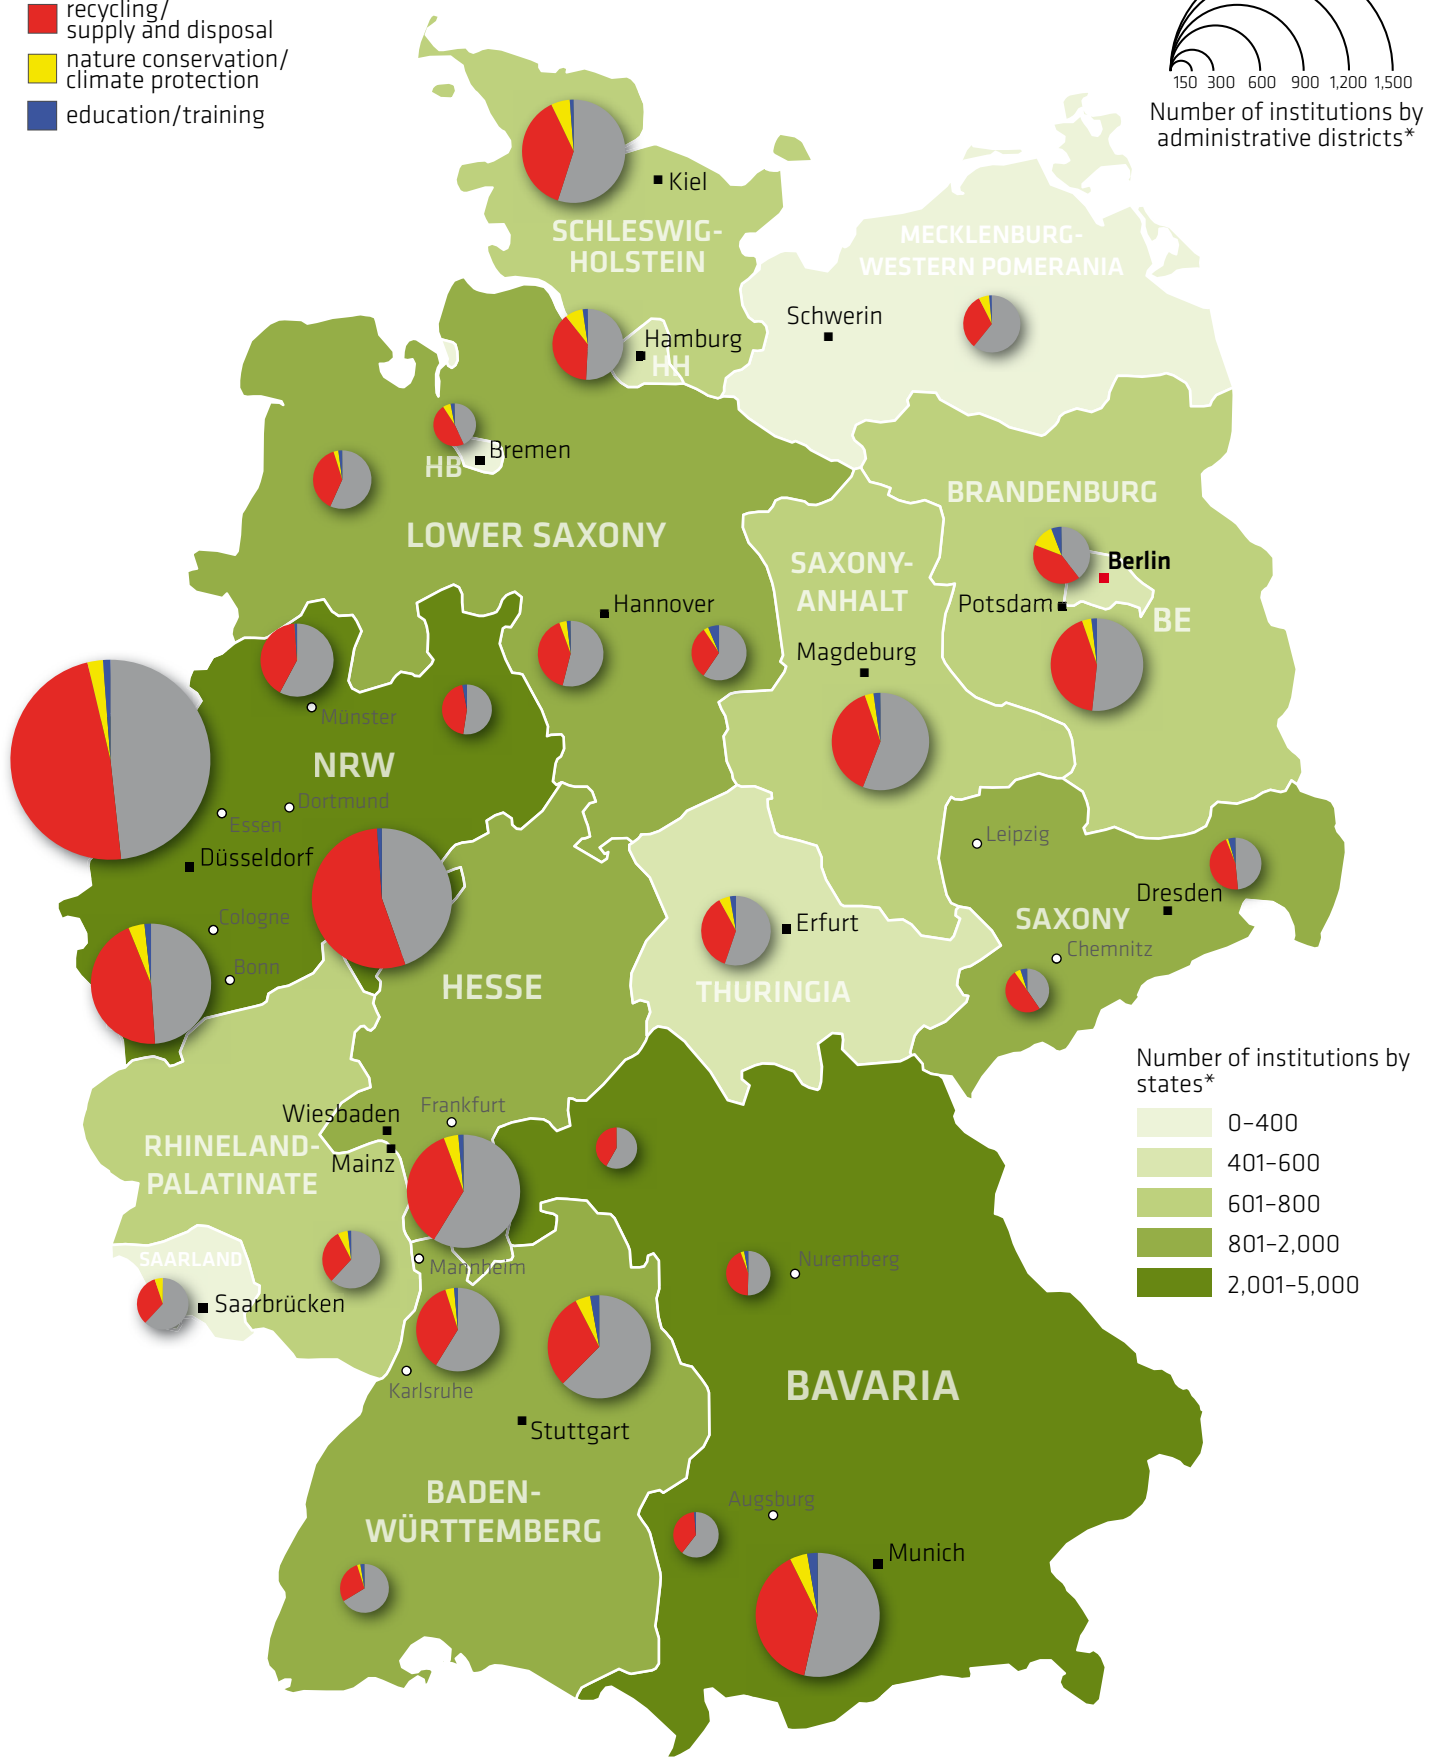 recycling/
supply and disposal
nature conservation/
climate protection
education/training
150 300 600 900 1,200 1,500
Number of institutions by
administrative districts*
Kiel
SCHLESWIG-
HOLSTEIN
MECKLENBURG-
WESTERN POMERANIA
Schwerin
Hamburg
HH
Bremen
HB
LOWER SAXONY
BRANDENBURG
Berlin
BE
Potsdam
SAXONY-
ANHALT
Magdeburg
Hannover
Münster
NRW
Dortmund
Essen
Düsseldorf
Cologne
Bonn
Leipzig
Dresden
SAXONY
Chemnitz
Erfurt
THURINGIA
HESSE
Number of institutions by
states*
0–400
401–600
601–800
801–2,000
2,001–5,000
Wiesbaden
Frankfurt
Mainz
RHINELAND-
PALATINATE
SAARLAND
Saarbrücken
Mannheim
Nuremberg
Karlsruhe
Stuttgart
BAVARIA
BADEN-
WÜRTTEMBERG
Augsburg
Munich